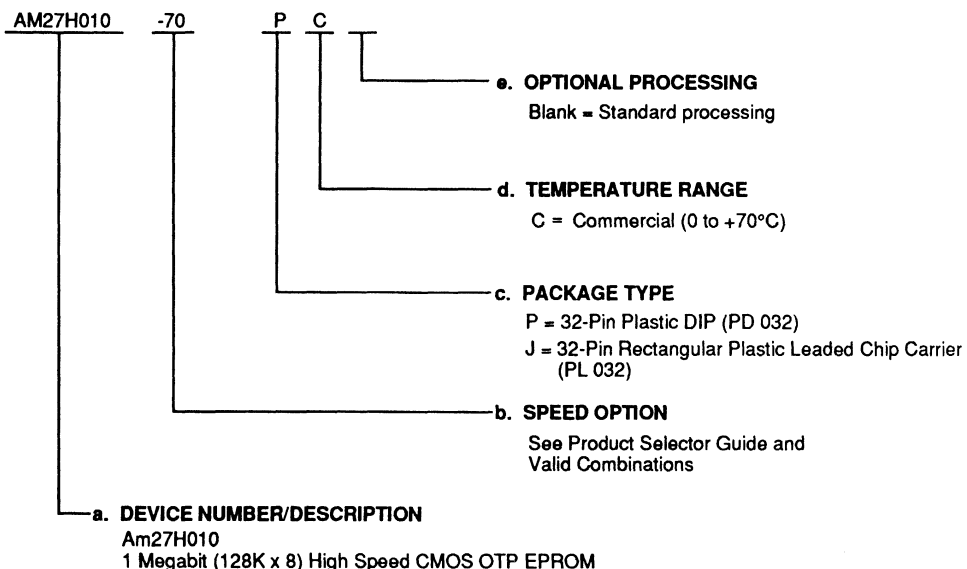 AM27H010 -70 P C
e. OPTIONAL PROCESSING
Blank = Standard processing
d. TEMPERATURE RANGE
C = Commercial (0 to +70°C)
c. PACKAGE TYPE
P = 32-Pin Plastic DIP (PD 032)
J = 32-Pin Rectangular Plastic Leaded Chip Carrier
(PL 032)
b. SPEED OPTION
See Product Selector Guide and
Valid Combinations
a. DEVICE NUMBER/DESCRIPTION
Am27H010
1 Megabit (128K x 8) High Speed CMOS OTP EPROM